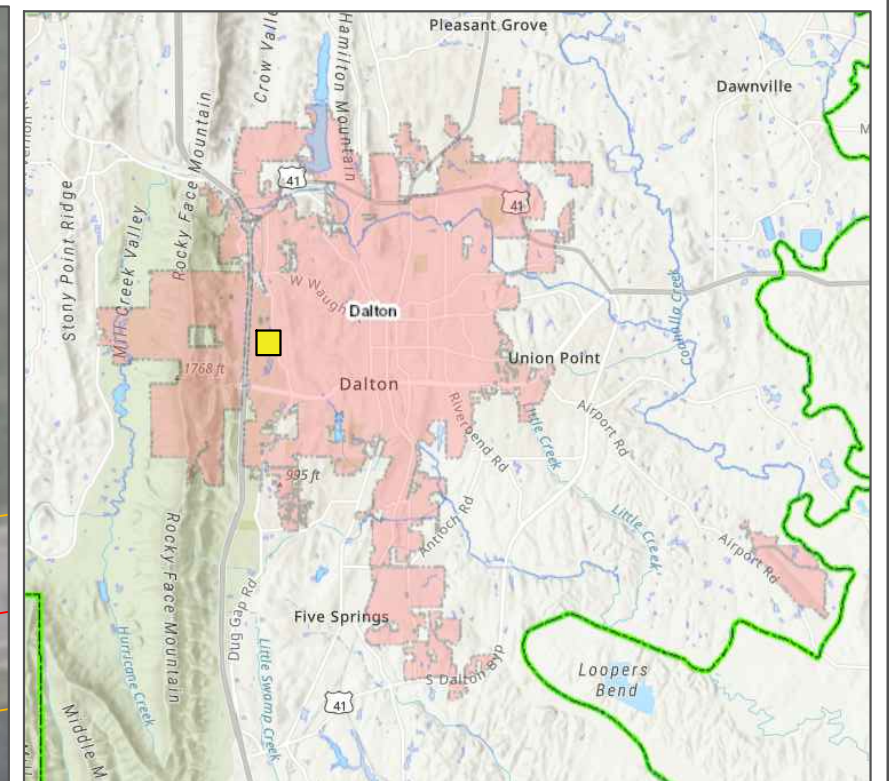 Pleasant Grove
Crow Valle
Hamilton Mountain
Dawnville
Rocky Face Mountain
41
41
Stony Point Ridge
Mill Creek Valley
W Waugh
Dalton
Coahulla Creek
1768 ft
Dalton
Union Point
Riverbend Rd
Little Creek
Airport Rd
995 ft
Antioch Rd
Little Creek
Airport Rd
Rocky Face Mountain
Dug Gap Rd
Five Springs
Hurricane Creek
Little Swamp Creek
S Dalton Byp
Loopers
Bend
41
Middle M